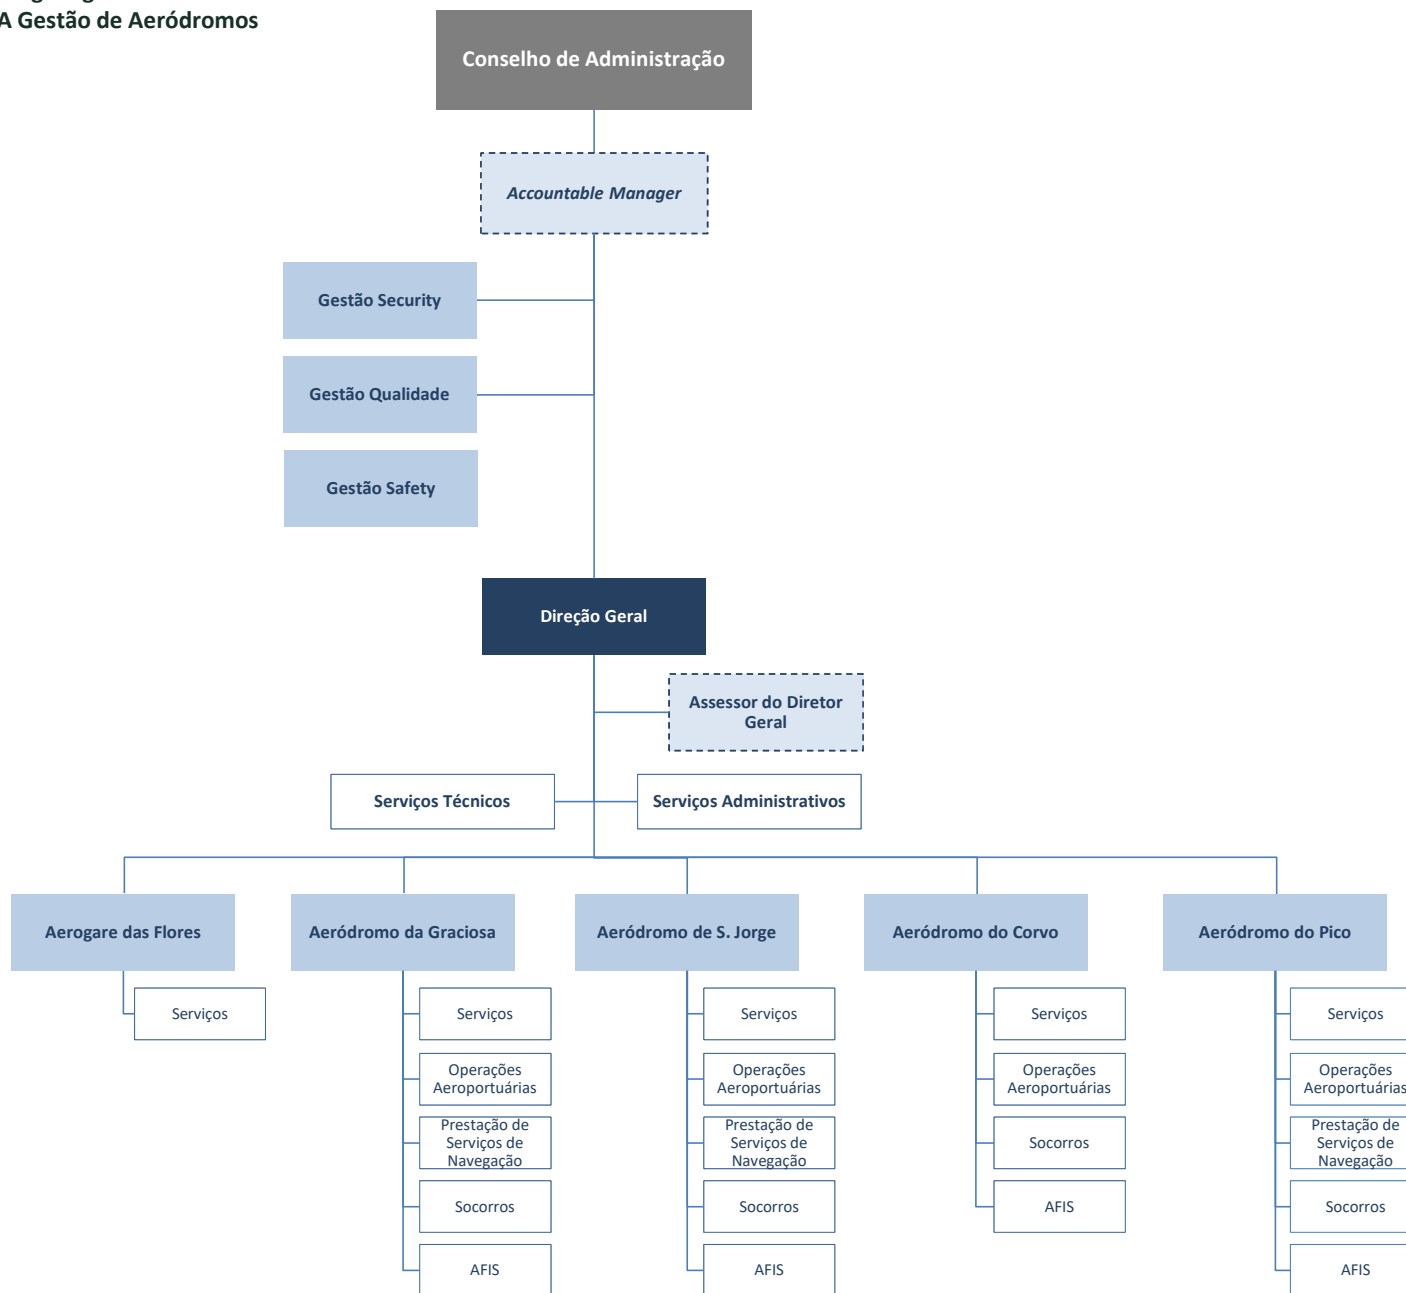 A Gestão de Aeródromos
Conselho de Administração
Accountable Manager
Gestão Security
Gestão Qualidade
Gestão Safety
Direção Geral
Assessor do Diretor
Geral
Serviços Técnicos
Serviços Administrativos
Aerogare das Flores
Aeródromo da Graciosa
Aeródromo de S. Jorge
Aeródromo do Corvo
Aeródromo do Pico
Serviços
Serviços
Operações
Aeroportuárias
Prestação de
Serviços de
Navegação
Socorros
AFIS
Serviços
Operações
Aeroportuárias
Prestação de
Serviços de
Navegação
Socorros
AFIS
Serviços
Operações
Aeroportuárias
Socorros
AFIS
Serviços
Operações
Aeroportuárias
Prestação de
Serviços de
Navegação
Socorros
AFIS